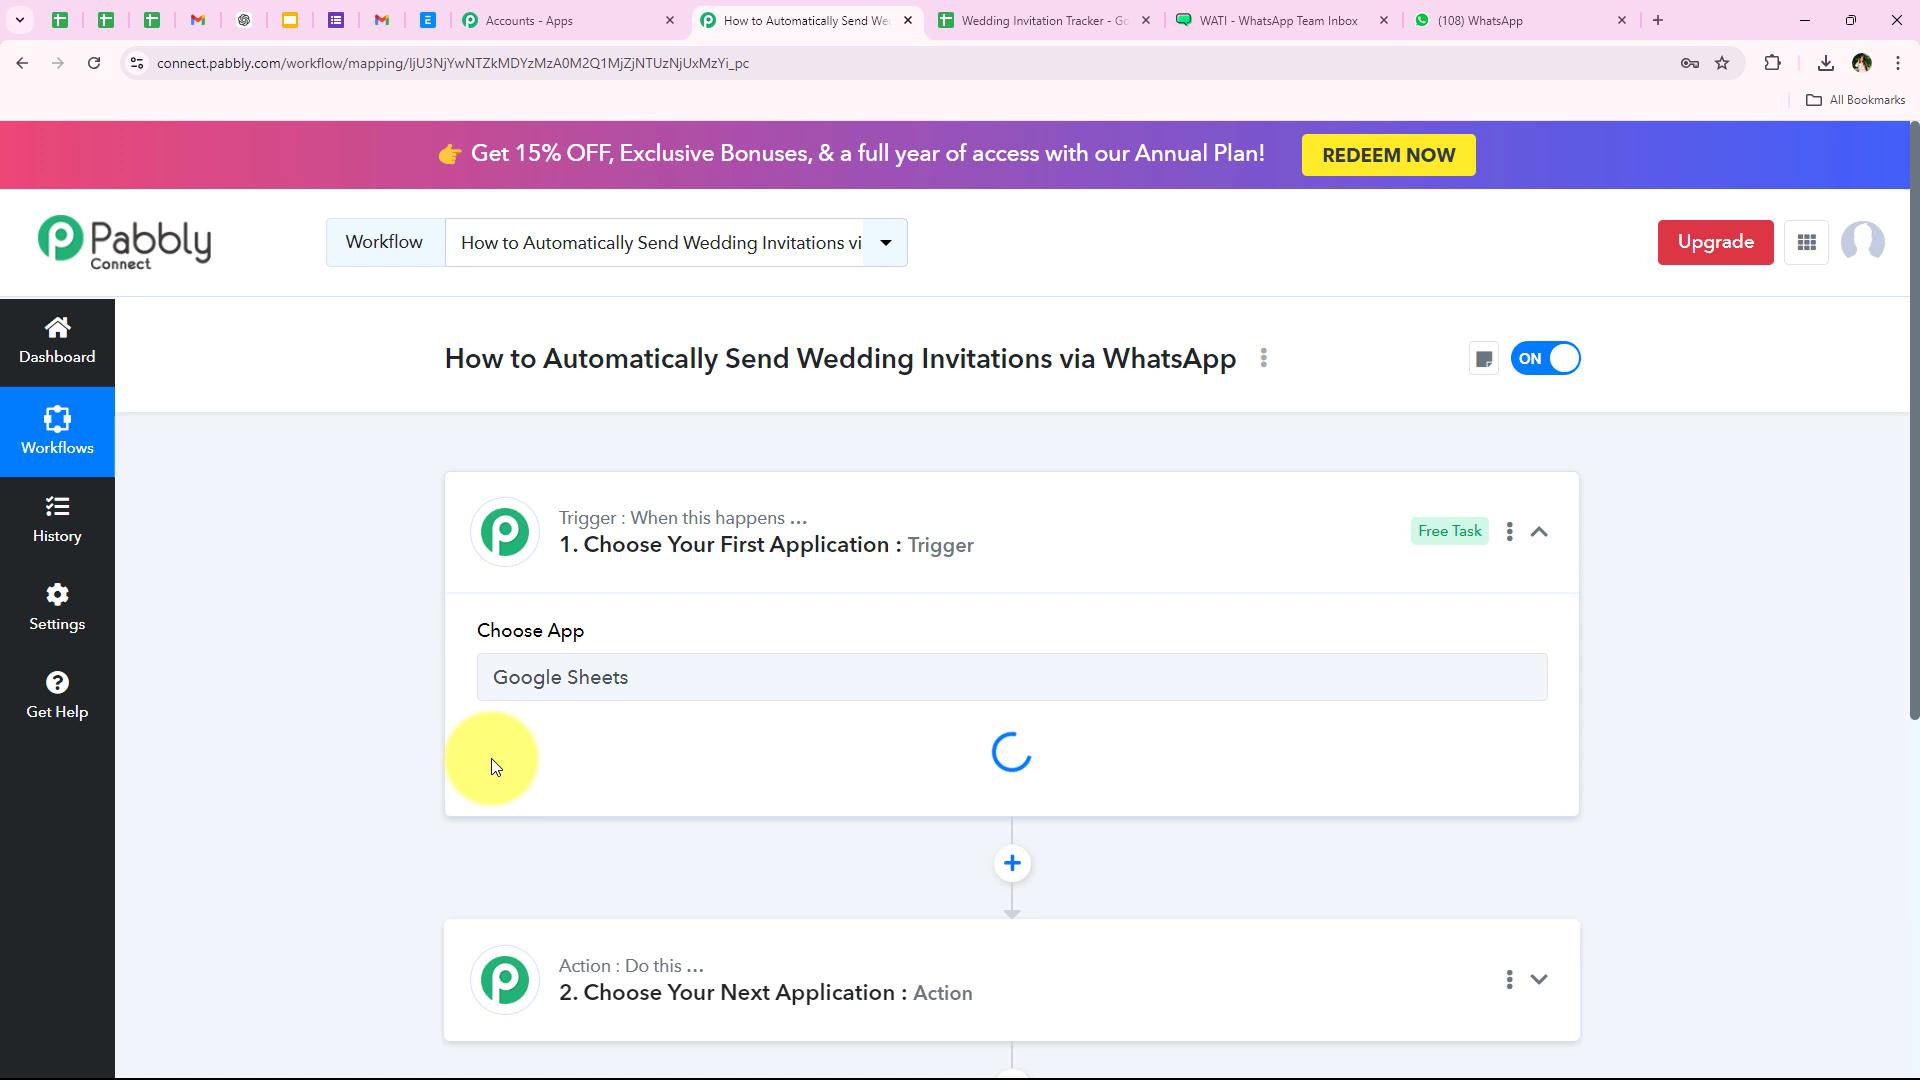 Accounts - Apps
How to Automatically Send We
Wedding Invitation Tracker - Go
WATI - WhatsApp Team Inbox
(108) WhatsApp
connect.pabbly.com/workflow/mapping/IjU3NjYwNTZkMDYzMzA0M2Q1MjZjNTUzNjUxMzYi_pc
All Bookmarks
👉 Get 15% OFF, Exclusive Bonuses, & a full year of access with our Annual Plan!
REDEEM NOW
Pabbly
Connect
Workflow
How to Automatically Send Wedding Invitations vi
Upgrade
Dashboard
Workflows
History
Settings
Get Help
How to Automatically Send Wedding Invitations via WhatsApp
ON
Trigger : When this happens ...
1. Choose Your First Application : Trigger
Free Task
Choose App
Google Sheets
Action : Do this ...
2. Choose Your Next Application : Action